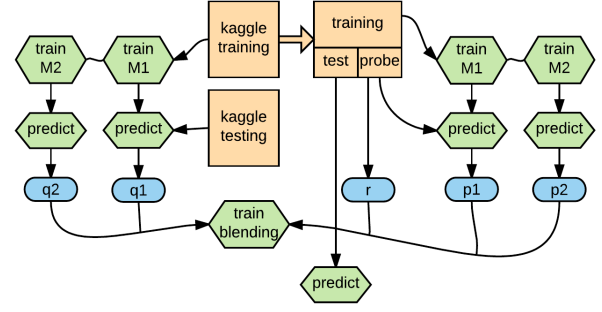 kaggle
training
training
test
probe
train
M2
train
M1
train
M1
train
M2
kaggle
testing
predict
predict
predict
predict
q2
q1
r
p1
p2
train
blending
predict